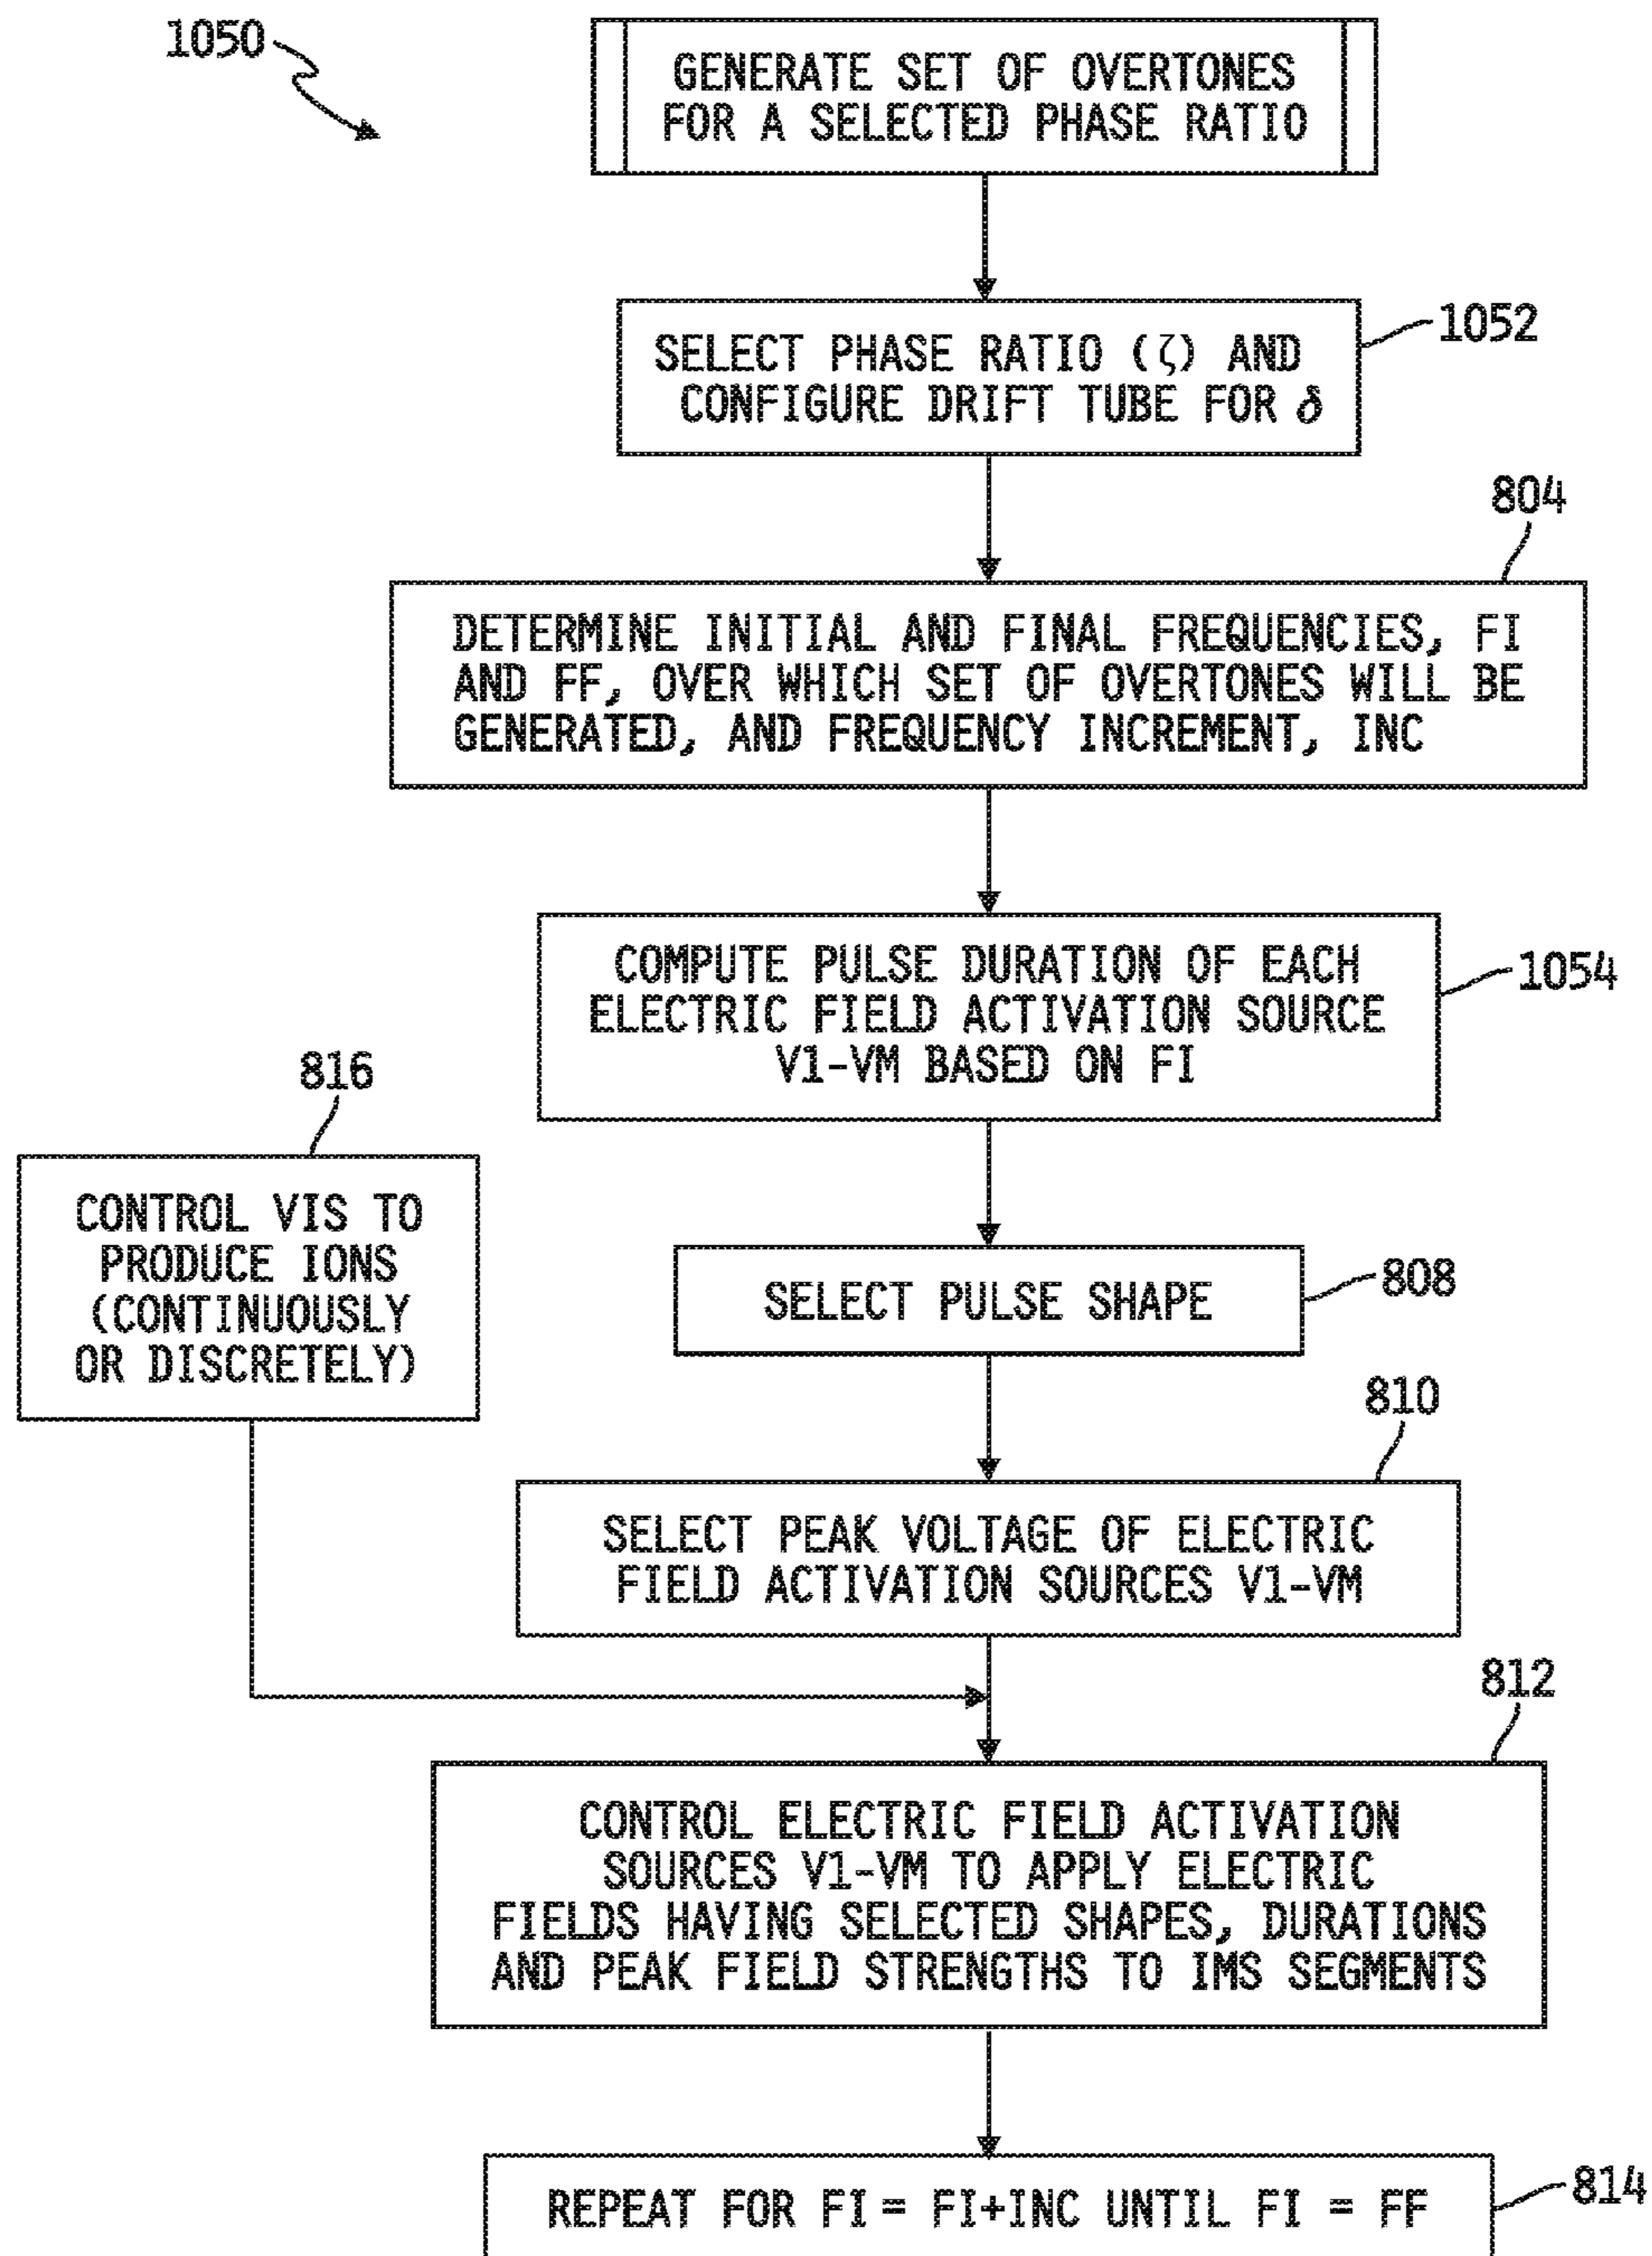 1050
GENERATE SET OF OVERTONES
FOR A SELECTED PHASE RATIO
1052
SELECT PHASE RATIO (ζ) AND
CONFIGURE DRIFT TUBE FOR ∂
804
DETERMINE INITIAL AND FINAL FREQUENCIES, FI
AND FF, OVER WHICH SET OF OVERTONES WILL BE
GENERATED, AND FREQUENCY INCREMENT, INC
1054
COMPUTE PULSE DURATION OF EACH
ELECTRIC FIELD ACTIVATION SOURCE
V1-VM BASED ON FI
816
CONTROL VIS TO
PRODUCE IONS
(CONTINUOUSLY
OR DISCRETELY)
808
SELECT PULSE SHAPE
810
SELECT PEAK VOLTAGE OF ELECTRIC
FIELD ACTIVATION SOURCES V1-VM
812
CONTROL ELECTRIC FIELD ACTIVATION
SOURCES V1-VM TO APPLY ELECTRIC
FIELDS HAVING SELECTED SHAPES, DURATIONS
AND PEAK FIELD STRENGTHS TO IMS SEGMENTS
814
REPEAT FOR FI = FI+INC UNTIL FI = FF